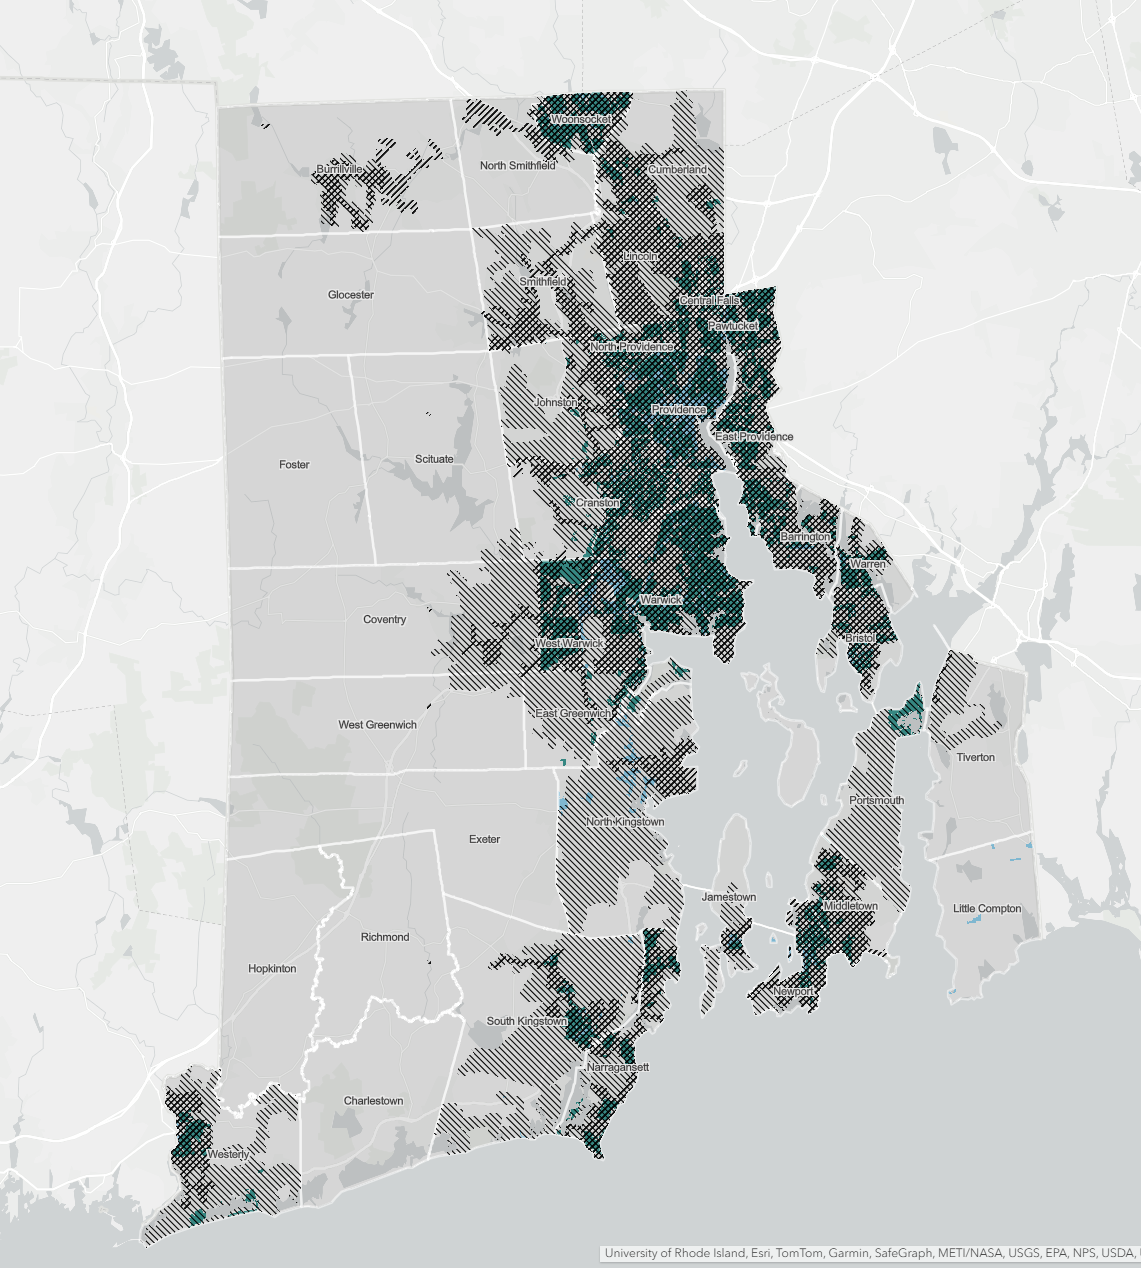 Woonsocket
North Smithfield
Burrillville
Cumberland
Lincoln
Smithfield
Glocester
Central Falls
Pawtucket
North Providence
Johnston
Providence
East Providence
Foster
Scituate
Cranston
Barrington
Warren
Warwick
Coventry
West Warwick
Bristol
East Greenwich
West Greenwich
Tiverton
Portsmouth
North Kingstown
Exeter
Jamestown
Middletown
Little Compton
Richmond
Hopkinton
Newport
South Kingstown
Narragansett
Charlestown
Westerly
University of Rhode Island, Esri, TomTom, Garmin, SafeGraph, METI/NASA, USGS, EPA, NPS, USDA,